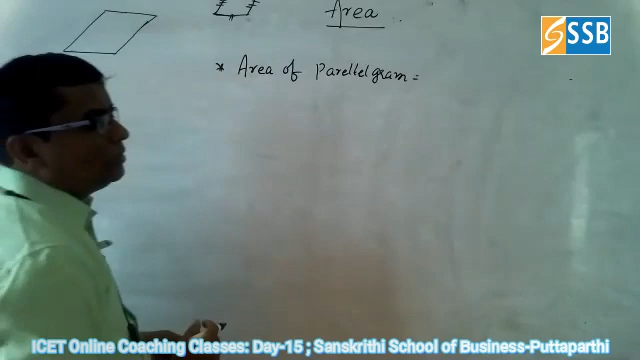 Area
SSB
* Area of Parellelgram =
ICET Online Coaching Classes: Day-15 ; Sanskrithi School of Business-Puttaparthi